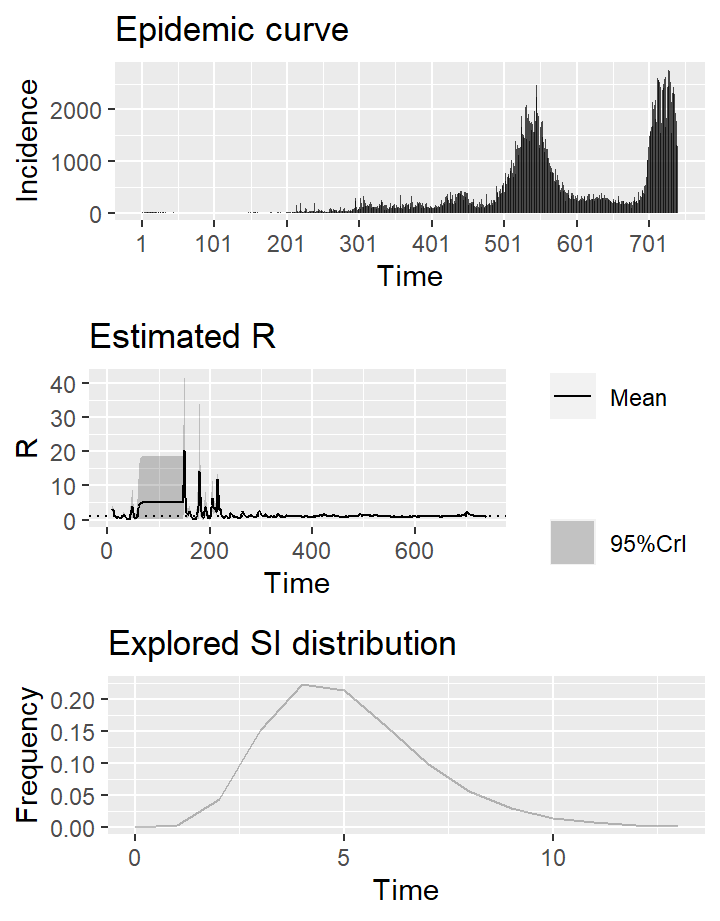 Epidemic curve
Incidence
2000
1000
0
1 101 201 301 401 501 601 701
Time
Estimated R
R
40
30
20
10
0
0 200 400 600
Time
Mean
95%CrI
Explored SI distribution
Frequency
0.20
0.15
0.10
0.05
0.00
0 5 10
Time